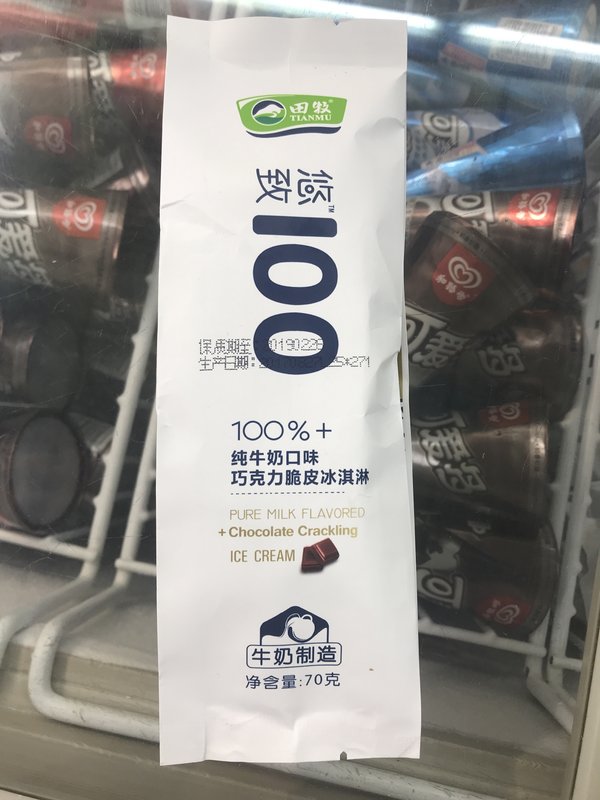 田牧®
TIANMU
悠致™
100
保质期至:20190226
生产日期:
100%+
纯牛奶口味
巧克力脆皮冰淇淋
PURE MILK FLAVORED
+Chocolate Crackling
ICE CREAM
牛奶制造
净含量:70克